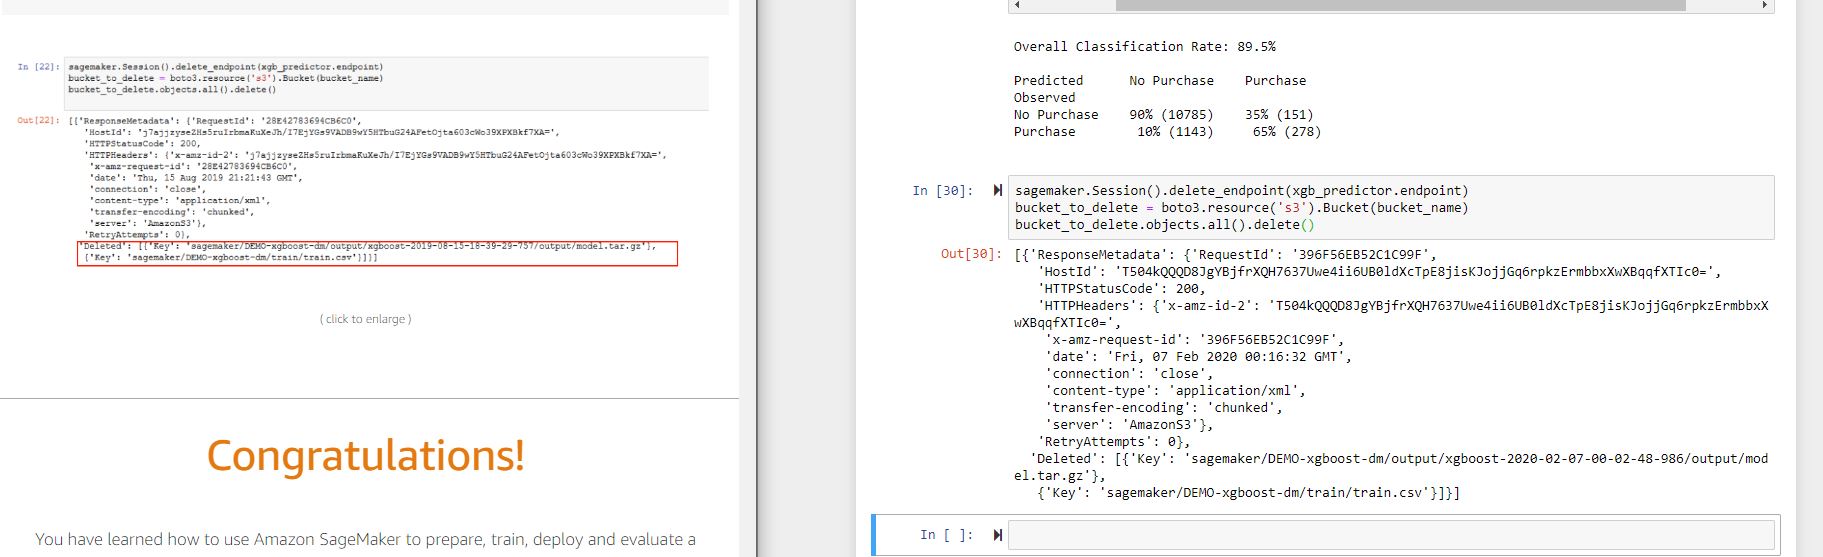 In [22]: sagemaker.Session().delete_endpoint(xgb_predictor.endpoint)
bucket_to_delete = boto3.resource('s3').Bucket(bucket_name)
bucket_to_delete.objects.all().delete()
Out[22]: [{'ResponseMetadata': {'RequestId': '28E42783694CB6C0',
'HostId': 'j7ajjzyseZHs5ruIrbmaKuXeJh/I7EjYGs9VADB9wY5HTbuG24AFetOjta603cWo39XPXBkf7XA=',
'HTTPStatusCode': 200,
'HTTPHeaders': {'x-amz-id-2': 'j7ajjzyseZHs5ruIrbmaKuXeJh/I7EjYGs9VADB9wY5HTbuG24AFetOjta603cWo39XPXBkf7XA=',
'x-amz-request-id': '28E42783694CB6C0',
'date': 'Thu, 15 Aug 2019 21:21:43 GMT',
'connection': 'close',
'content-type': 'application/xml',
'transfer-encoding': 'chunked',
'server': 'AmazonS3'},
'RetryAttempts': 0},
'Deleted': [{'Key': 'sagemaker/DEMO-xgboost-dm/output/xgboost-2019-08-15-18-39-29-757/output/model.tar.gz'},
{'Key': 'sagemaker/DEMO-xgboost-dm/train/train.csv'}]}]
( click to enlarge )
Congratulations!
You have learned how to use Amazon SageMaker to prepare, train, deploy and evaluate a
Overall Classification Rate: 89.5%
Predicted No Purchase Purchase
Observed
No Purchase 90% (10785) 35% (151)
Purchase 10% (1143) 65% (278)
In [30]: sagemaker.Session().delete_endpoint(xgb_predictor.endpoint)
bucket_to_delete = boto3.resource('s3').Bucket(bucket_name)
bucket_to_delete.objects.all().delete()
Out[30]: [{'ResponseMetadata': {'RequestId': '396F56EB52C1C99F',
'HostId': 'T504kQQQD8JgYBjfrXQH7637Uwe4ii6UB0ldXcTpE8jisKJojjGq6rpkzErmbbxXwXBqqfXTIc0=',
'HTTPStatusCode': 200,
'HTTPHeaders': {'x-amz-id-2': 'T504kQQQD8JgYBjfrXQH7637Uwe4ii6UB0ldXcTpE8jisKJojjGq6rpkzErmbbxX
wXBqqfXTIc0=',
'x-amz-request-id': '396F56EB52C1C99F',
'date': 'Fri, 07 Feb 2020 00:16:32 GMT',
'connection': 'close',
'content-type': 'application/xml',
'transfer-encoding': 'chunked',
'server': 'AmazonS3'},
'RetryAttempts': 0},
'Deleted': [{'Key': 'sagemaker/DEMO-xgboost-dm/output/xgboost-2020-02-07-00-02-48-986/output/mod
el.tar.gz'},
{'Key': 'sagemaker/DEMO-xgboost-dm/train/train.csv'}]}]
In [ ]: